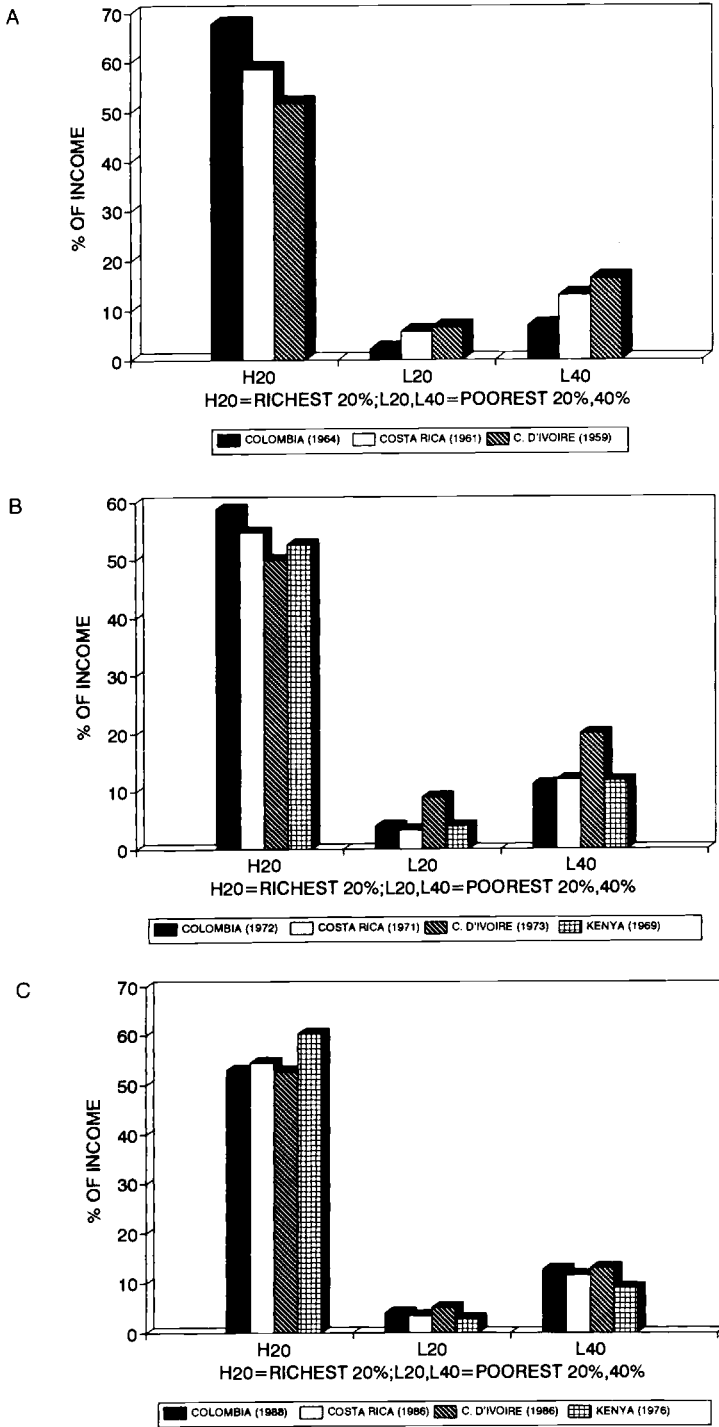 A
70
60
50
40
30
20
10
0
% OF INCOME
H20 L20 L40
H20=RICHEST 20%;L20,L40=POOREST 20%,40%
COLOMBIA (1964) COSTA RICA (1961) C. D'IVOIRE (1959)
B
60
50
40
30
20
10
0
% OF INCOME
H20 L20 L40
H20=RICHEST 20%;L20,L40=POOREST 20%,40%
COLOMBIA (1972) COSTA RICA (1971) C. D'IVOIRE (1973) KENYA (1969)
C
70
60
50
40
30
20
10
0
% OF INCOME
H20 L20 L40
H20=RICHEST 20%;L20,L40=POOREST 20%,40%
COLOMBIA (1988) COSTA RICA (1986) C. D'IVOIRE (1986) KENYA (1976)